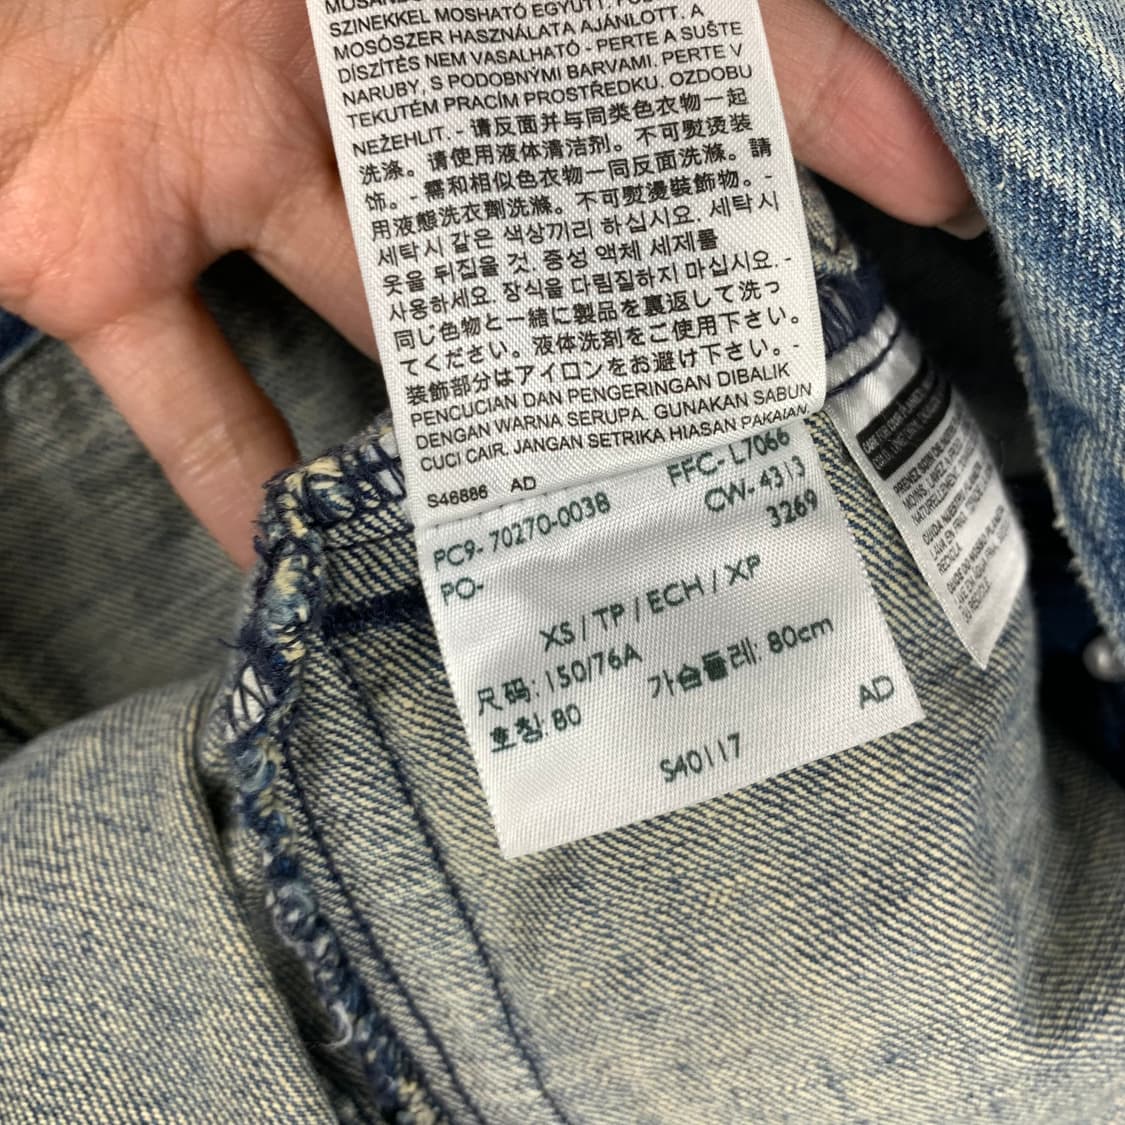 SZINEKKEL MOSHATÓ EGYÜTT.
MOSÓSZER HASZNÁLATA AJÁNLOTT. A
DÍSZÍTÉS NEM VASALHATÓ - PERTE A SUŠTE
NARUBY, S PODOBNÝMI BARVAMI. PERTE V
TEKUTÉM PRACÍM PROSTŘEDKU. OZDOBU
NEŽEHLIT. - 请反面并与同类色衣物一起
洗涤。请使用液体清洁剂。不可熨烫装
饰。- 需和相似色衣物一同反面洗滌。請
用液態洗衣劑洗滌。不可熨燙裝飾物。-
세탁시 같은 색상끼리 하십시요. 세탁시
옷을 뒤집을 것. 중성 액체 세제를
사용하세요. 장식을 다림질하지 마십시요. -
同じ色物と一緒に製品を裏返して洗っ
てください。液体洗剤をご使用下さい。
装飾部分はアイロンをお避け下さい。-
PENCUCIAN DAN PENGERINGAN DIBALIK
DENGAN WARNA SERUPA. GUNAKAN SABUN
CUCI CAIR. JANGAN SETRIKA HIASAN PAKAIAN.
S46886 AD
FFC- L7066
PC9- 70270-0038 CW- 4313
PO- 3269
XS / TP / ECH / XP
尺码: 150/76A 가슴둘레: 80cm
호칭: 80 AD
S40117